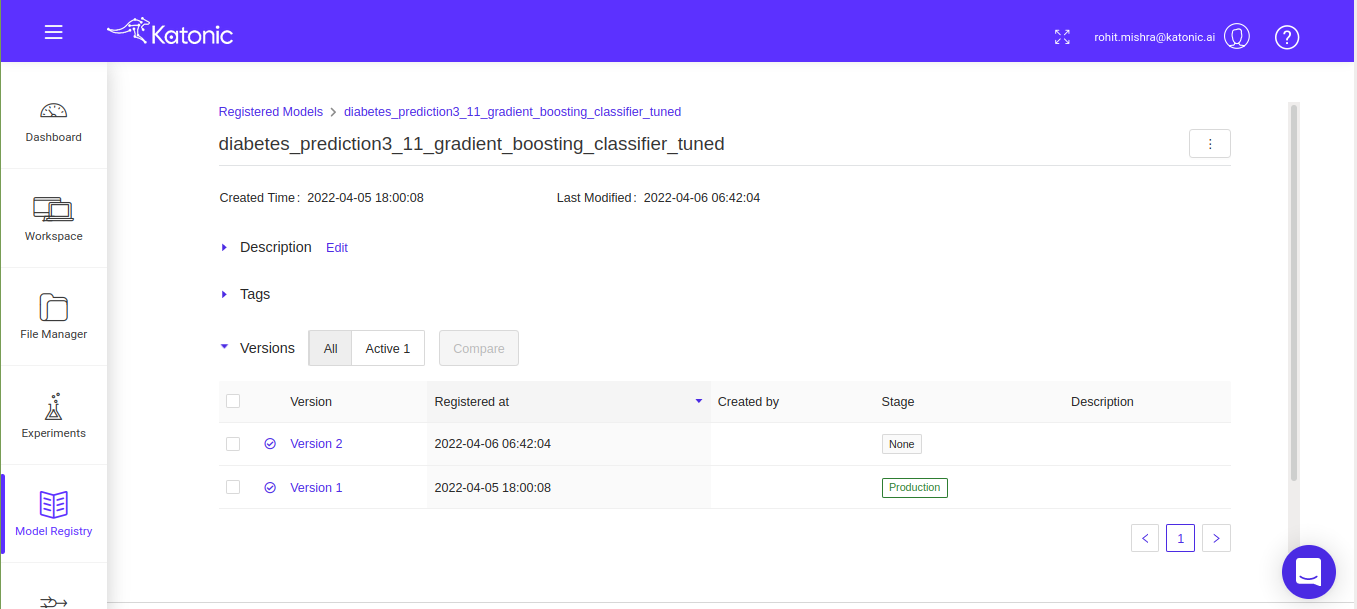 Katonic
rohit.mishra@katonic.ai
?
Dashboard
Workspace
File Manager
Experiments
Model Registry
Registered Models > diabetes_prediction3_11_gradient_boosting_classifier_tuned
diabetes_prediction3_11_gradient_boosting_classifier_tuned
Created Time: 2022-04-05 18:00:08 Last Modified: 2022-04-06 06:42:04
Description Edit
Tags
Versions All Active 1 Compare
Version Registered at Created by Stage Description
Version 2 2022-04-06 06:42:04 None
Version 1 2022-04-05 18:00:08 Production
< 1 >